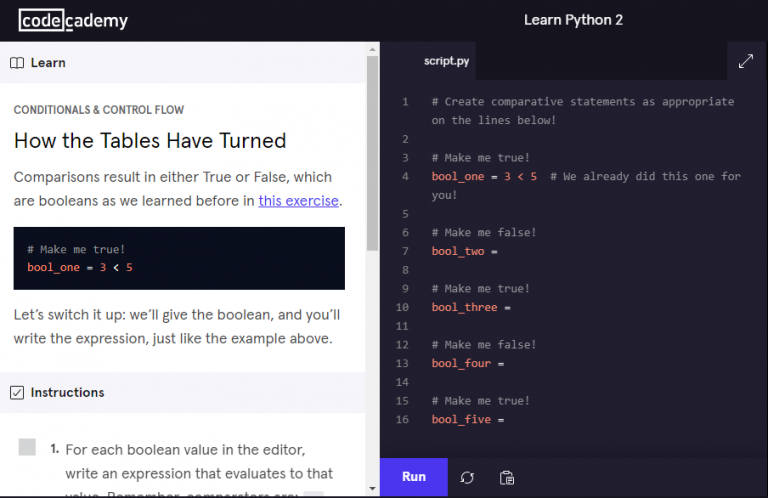 codecademy
Learn Python 2
Learn
CONDITIONALS & CONTROL FLOW
How the Tables Have Turned
Comparisons result in either True or False, which
are booleans as we learned before in this exercise.
# Make me true!
bool_one = 3 < 5
Let’s switch it up: we’ll give the boolean, and you’ll
write the expression, just like the example above.
Instructions
1. For each boolean value in the editor,
write an expression that evaluates to that
value. Remember, comparators are:
script.py
1 # Create comparative statements as appropriate
on the lines below!
2
3 # Make me true!
4 bool_one = 3 < 5 # We already did this one for
you!
5
6 # Make me false!
7 bool_two =
8
9 # Make me true!
10 bool_three =
11
12 # Make me false!
13 bool_four =
14
15 # Make me true!
16 bool_five =
Run